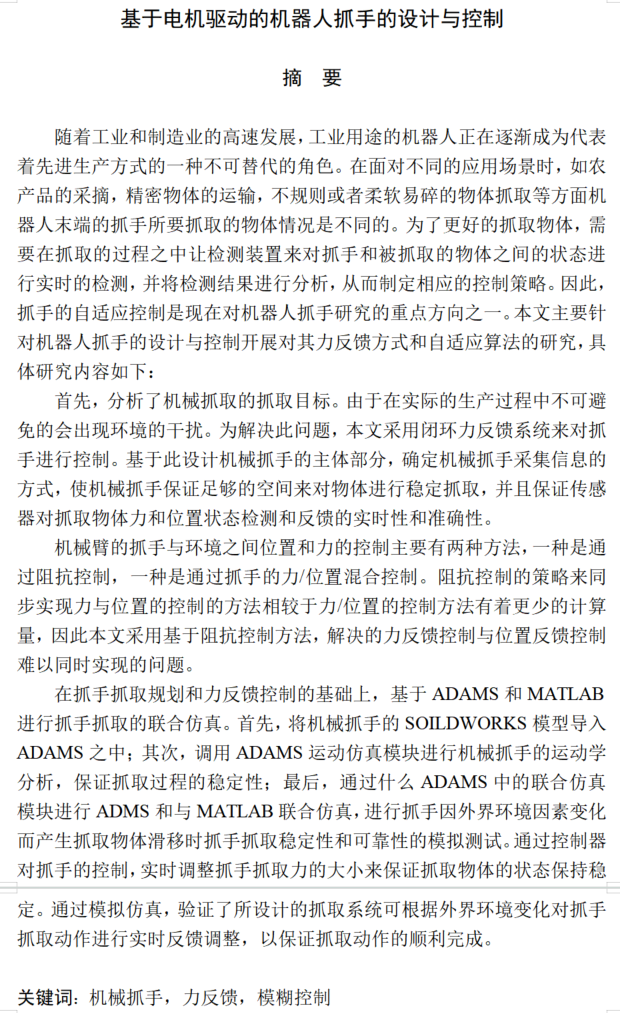 基于电机驱动的机器人抓手的设计与控制
摘 要
随着工业和制造业的高速发展，工业用途的机器人正在逐渐成为代表
着先进生产方式的一种不可替代的角色。在面对不同的应用场景时，如农
产品的采摘，精密物体的运输，不规则或者柔软易碎的物体抓取等方面机
器人末端的抓手所要抓取的物体情况是不同的。为了更好的抓取物体，需
要在抓取的过程之中让检测装置来对抓手和被抓取的物体之间的状态进
行实时的检测，并将检测结果进行分析，从而制定相应的控制策略。因此，
抓手的自适应控制是现在对机器人抓手研究的重点方向之一。本文主要针
对机器人抓手的设计与控制开展对其力反馈方式和自适应算法的研究，具
体研究内容如下：
首先，分析了机械抓取的抓取目标。由于在实际的生产过程中不可避
免的会出现环境的干扰。为解决此问题，本文采用闭环力反馈系统来对抓
手进行控制。基于此设计机械抓手的主体部分，确定机械抓手采集信息的
方式，使机械抓手保证足够的空间来对物体进行稳定抓取，并且保证传感
器对抓取物体力和位置状态检测和反馈的实时性和准确性。
机械臂的抓手与环境之间位置和力的控制主要有两种方法，一种是通
过阻抗控制，一种是通过抓手的力/位置混合控制。阻抗控制的策略来同
步实现力与位置的控制的方法相较于力/位置的控制方法有着更少的计算
量，因此本文采用基于阻抗控制方法，解决的力反馈控制与位置反馈控制
难以同时实现的问题。
在抓手抓取规划和力反馈控制的基础上，基于 ADAMS 和 MATLAB
进行抓手抓取的联合仿真。首先，将机械抓手的 SOILDWORKS 模型导入
ADAMS 之中；其次，调用 ADAMS 运动仿真模块进行机械抓手的运动学
分析，保证抓取过程的稳定性；最后，通过什么 ADAMS 中的联合仿真
模块进行 ADMS 和与 MATLAB 联合仿真，进行抓手因外界环境因素变化
而产生抓取物体滑移时抓手抓取稳定性和可靠性的模拟测试。通过控制器
对抓手的控制，实时调整抓手抓取力的大小来保证抓取物体的状态保持稳
定。通过模拟仿真，验证了所设计的抓取系统可根据外界环境变化对抓手
抓取动作进行实时反馈调整，以保证抓取动作的顺利完成。
关键词：机械抓手，力反馈，模糊控制